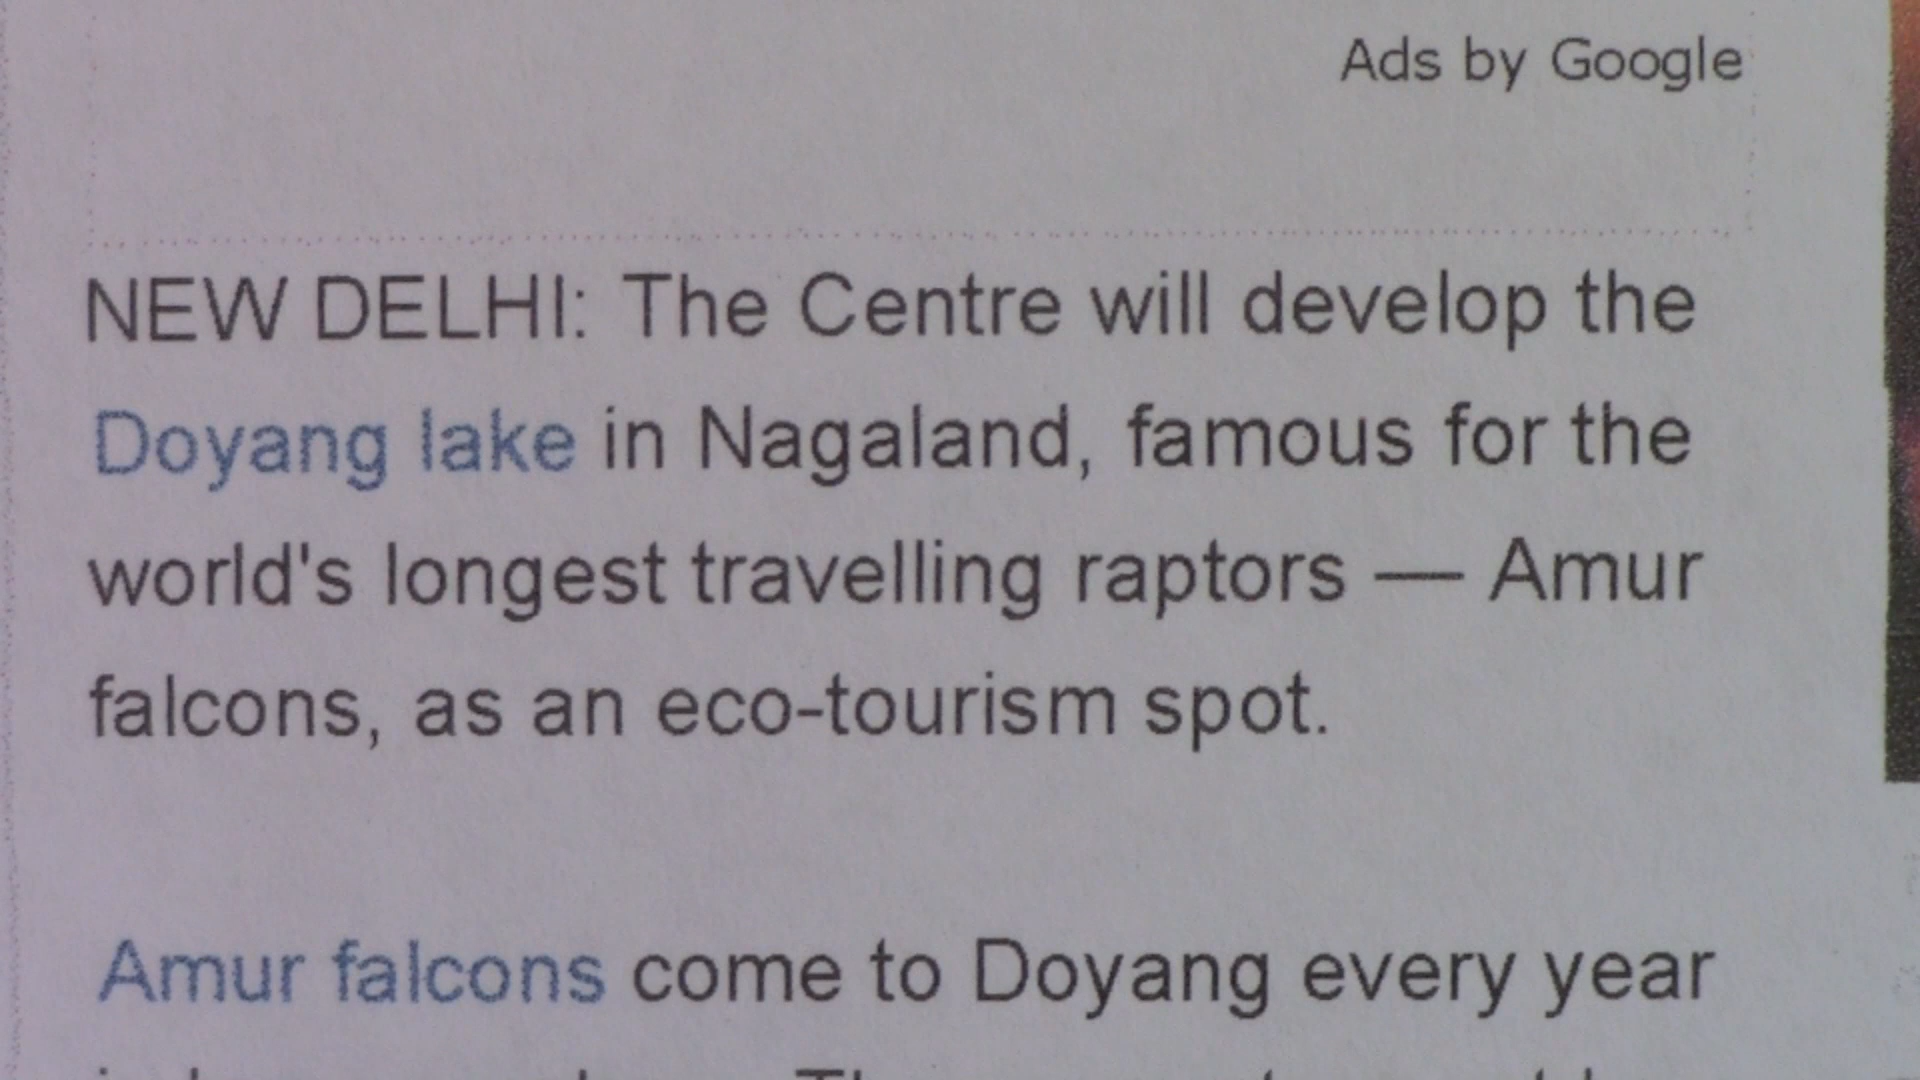 Ads by Google
NEW DELHI: The Centre will develop the
Doyang lake in Nagaland, famous for the
world's longest travelling raptors — Amur
falcons, as an eco-tourism spot.
Amur falcons come to Doyang every year